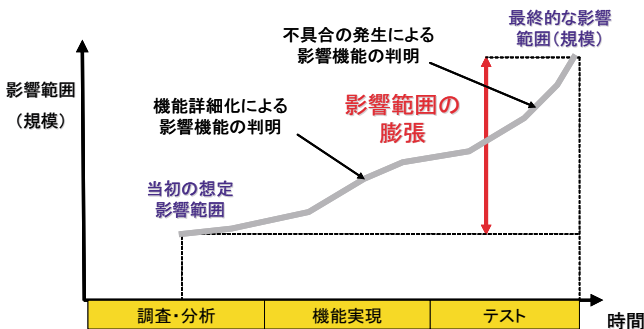 最終的な影響
範囲(規模)
不具合の発生による
影響機能の判明
影響範囲
(規模)
機能詳細化による
影響機能の判明
影響範囲の
膨張
当初の想定
影響範囲
調査・分析
機能実現
テスト
時間